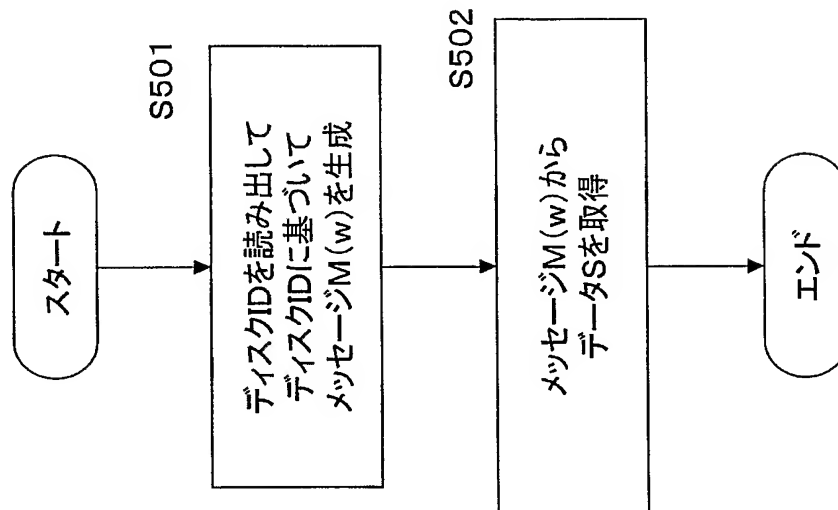 スタート
S501
ディスクIDを読み出して
ディスクIDに基づいて
メッセージM(w)を生成
S502
メッセージM(w)から
データSを取得
エンド